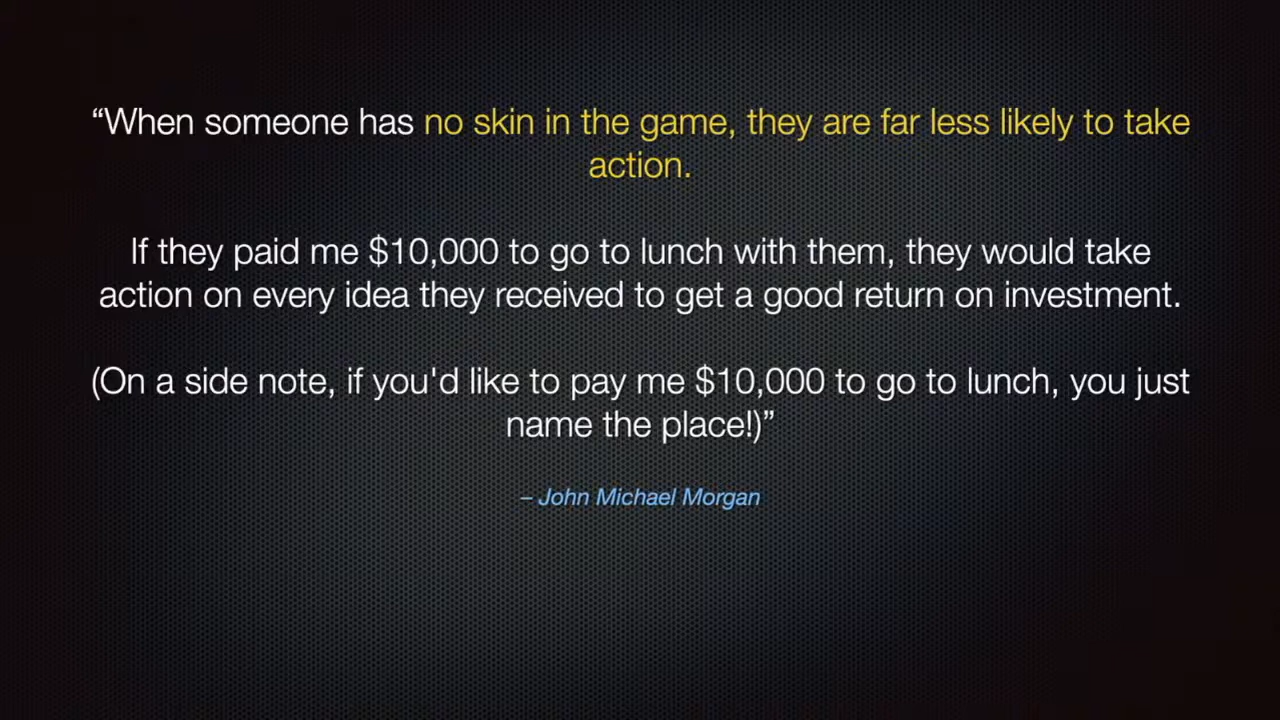 “When someone has no skin in the game, they are far less likely to take
action.
If they paid me $10,000 to go to lunch with them, they would take
action on every idea they received to get a good return on investment.
(On a side note, if you'd like to pay me $10,000 to go to lunch, you just
name the place!)”
– John Michael Morgan